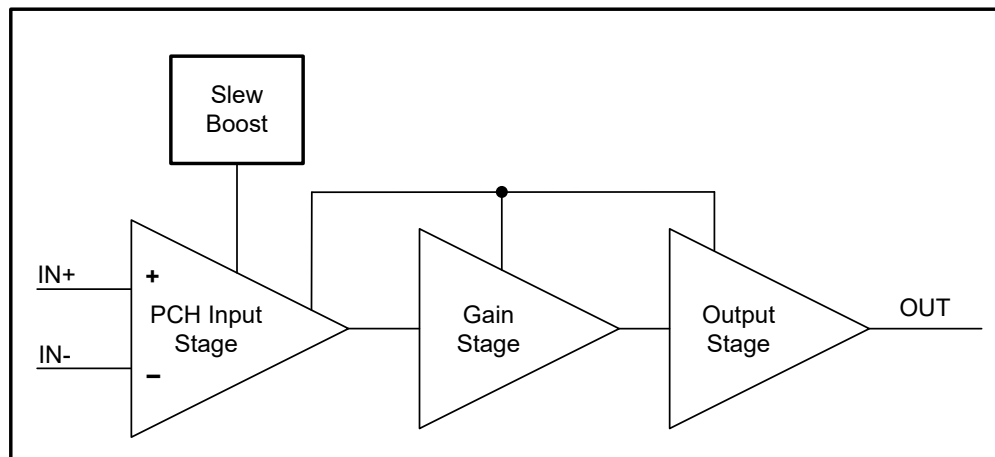 Slew
Boost
IN+
+
PCH Input
Stage
IN-
−
Gain
Stage
Output
Stage
OUT